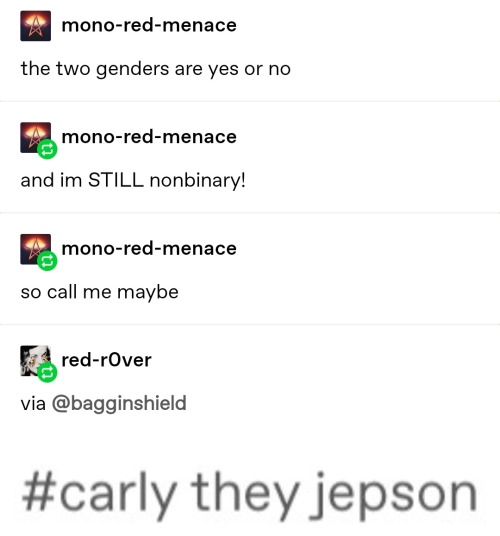 mono-red-menace
the two genders are yes or no
mono-red-menace
and im STILL nonbinary!
mono-red-menace
so call me maybe
red-r0ver
via @bagginshield
#carly they jepson